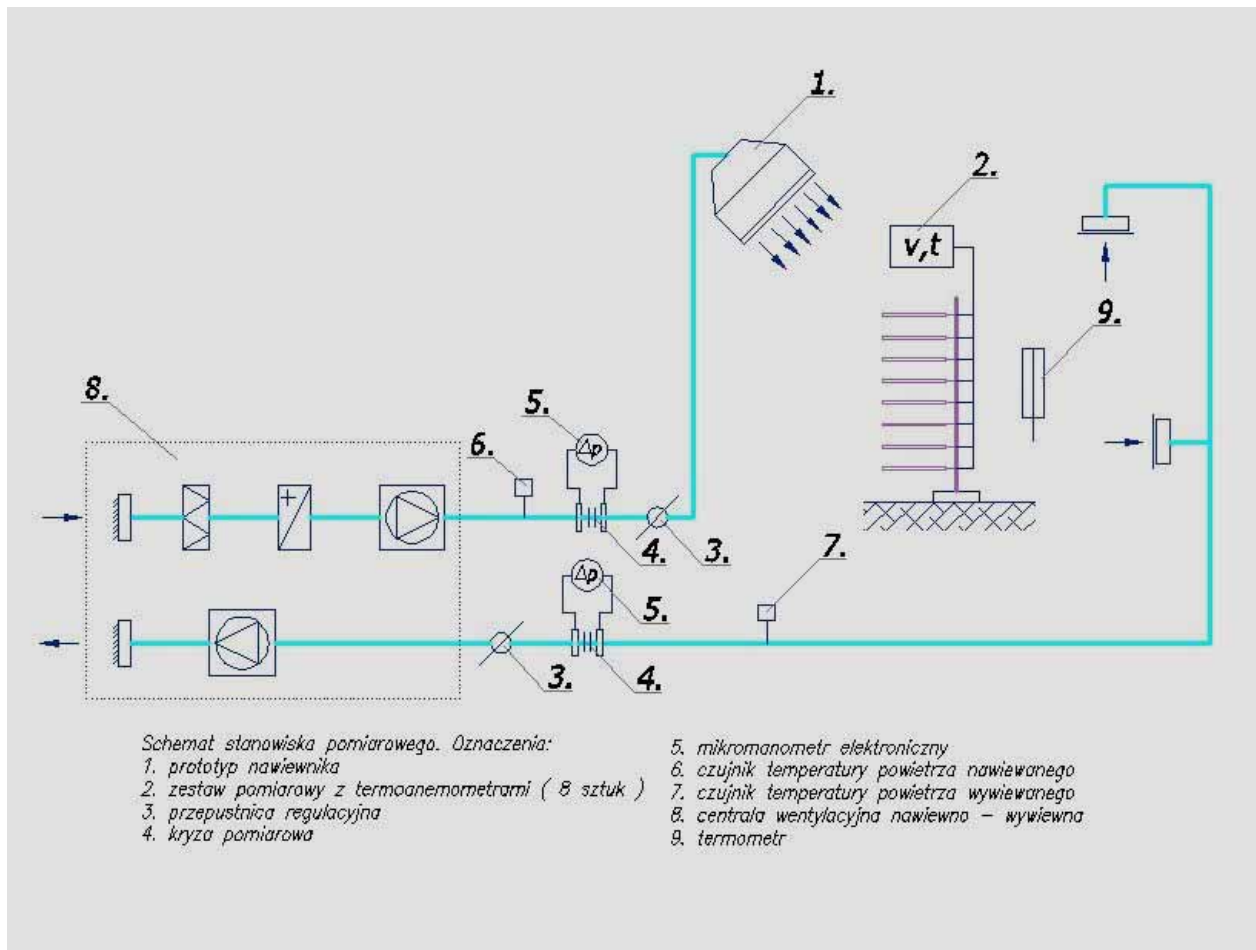 1.
2.
v,t
9.
8.
5.
6.
Δp
+
4.
3.
7.
Δp
5.
3.
4.
Schemat stanowiska pomiarowego. Oznaczenia:
1. prototyp nawiewnika
2. zestaw pomiarowy z termoanemometrami ( 8 sztuk )
3. przepustnica regulacyjna
4. kryza pomiarowa
5. mikromanometr elektroniczny
6. czujnik temperatury powietrza nawiewanego
7. czujnik temperatury powietrza wywiewanego
8. centrala wentylacyjna nawiewno – wywiewna
9. termometr